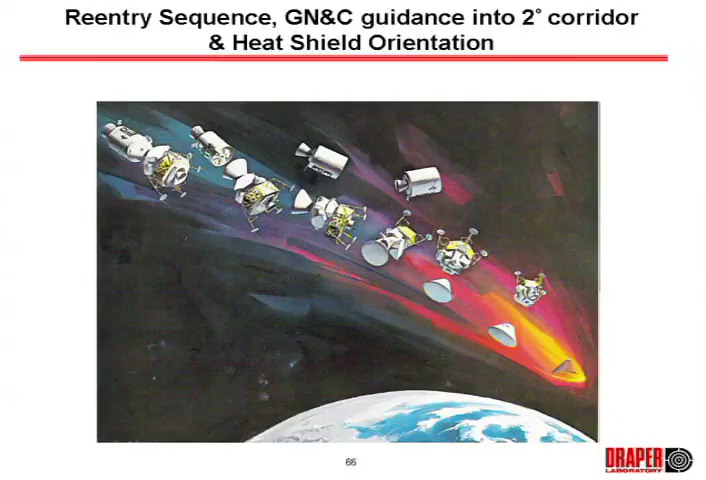 Reentry Sequence, GN&C guidance into 2° corridor
& Heat Shield Orientation
66
DRAPER
LABORATORY